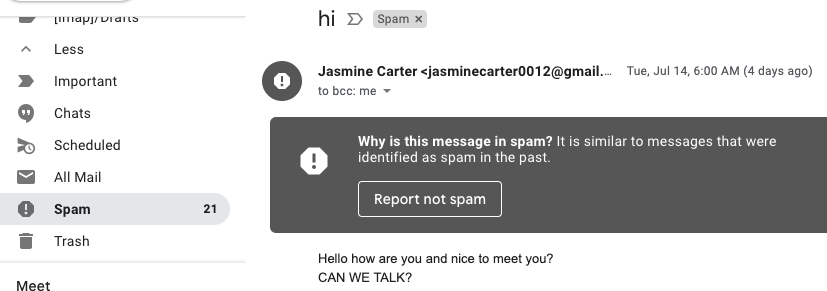 [Imap]/Drafts
Less
Important
Chats
Scheduled
All Mail
Spam 21
Trash
Meet
hi Spam ×
Jasmine Carter <jasminecarter0012@gmail.… Tue, Jul 14, 6:00 AM (4 days ago)
to bcc: me
Why is this message in spam? It is similar to messages that were
identified as spam in the past.
Report not spam
Hello how are you and nice to meet you?
CAN WE TALK?